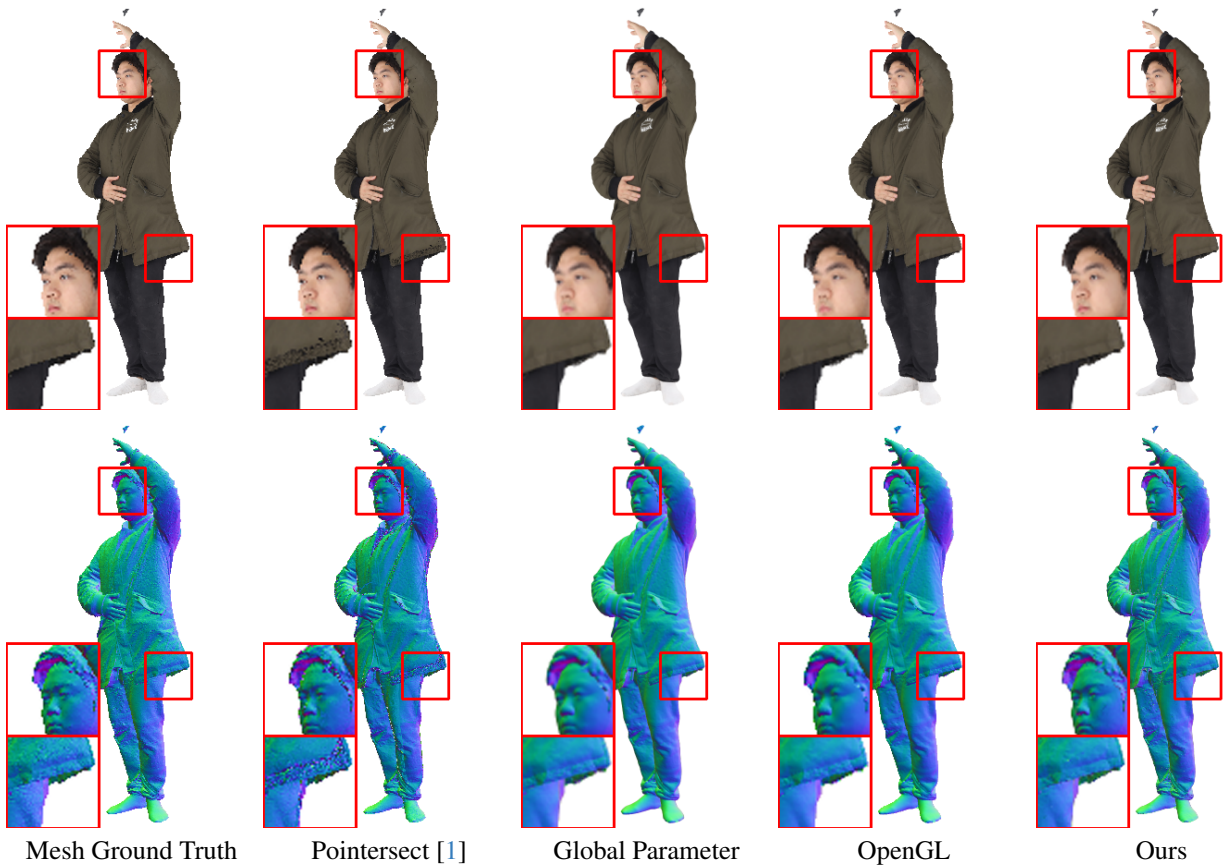 Mesh Ground Truth
Pointersect [1]
Global Parameter
OpenGL
Ours